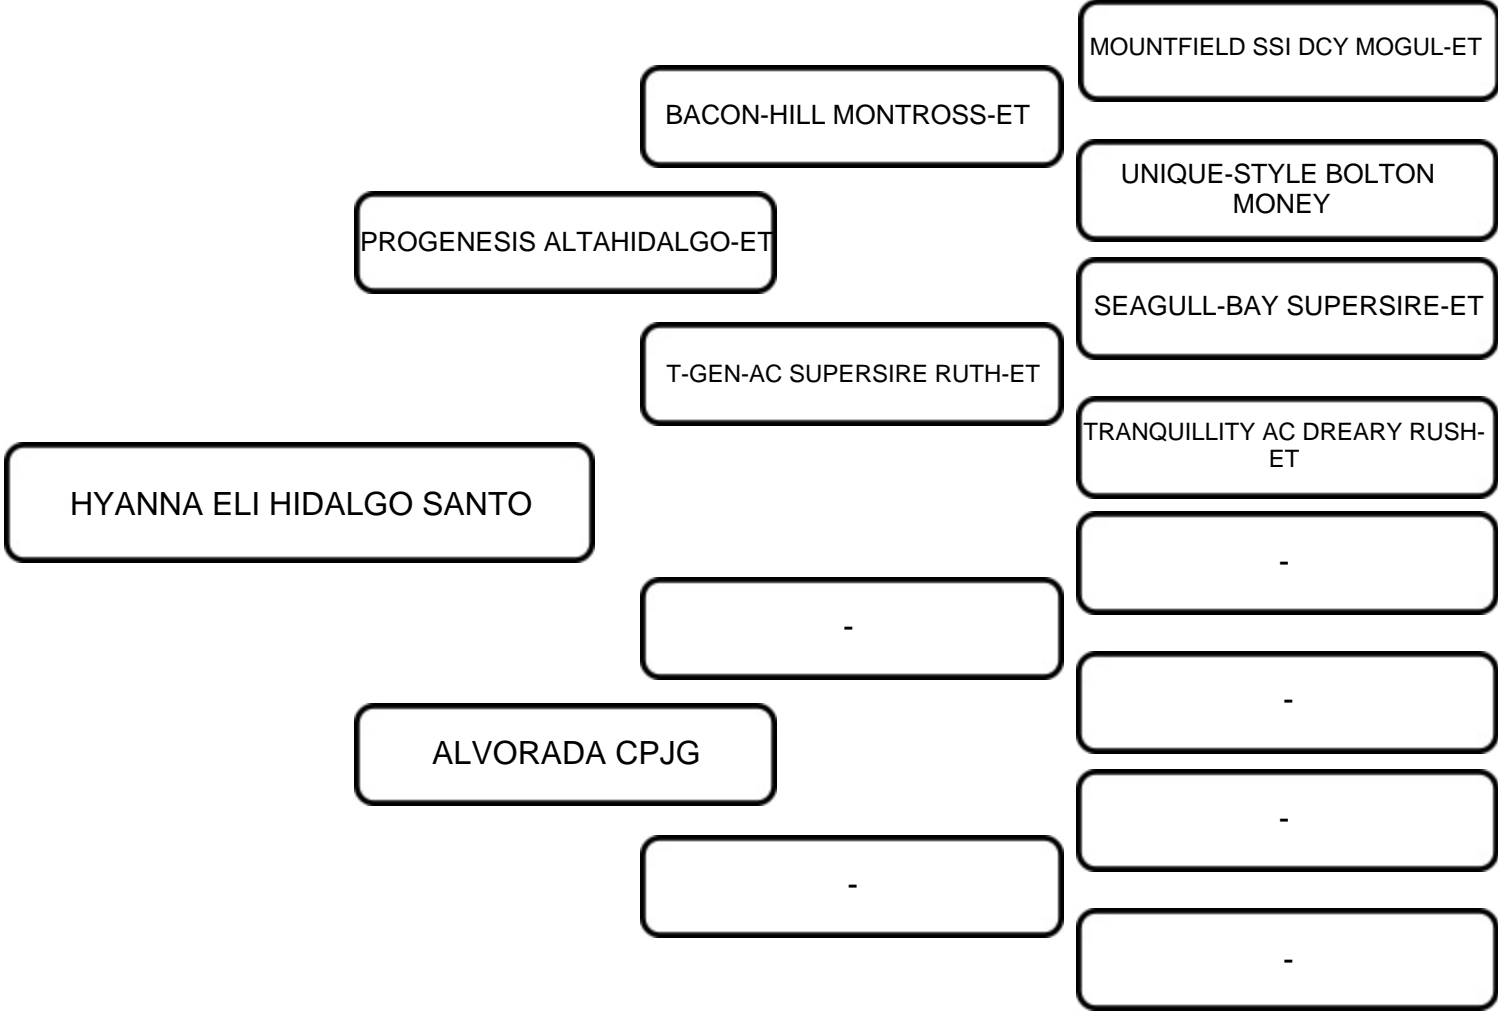 MOUNTFIELD SSI DCY MOGUL-ET
BACON-HILL MONTROSS-ET
UNIQUE-STYLE BOLTON
MONEY
PROGENESIS ALTAHIDALGO-ET
SEAGULL-BAY SUPERSIRE-ET
T-GEN-AC SUPERSIRE RUTH-ET
TRANQUILLITY AC DREARY RUSH-
ET
HYANNA ELI HIDALGO SANTO
-
-
-
ALVORADA CPJG
-
-
-